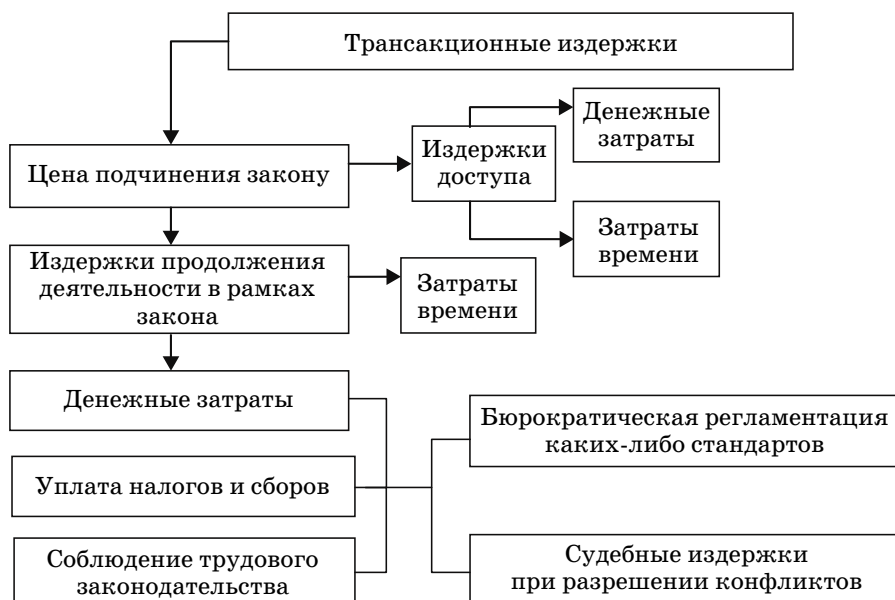 Трансакционные издержки
Денежные
затраты
Издержки
доступа
Цена подчинения закону
Затраты
времени
Издержки продолжения
деятельности в рамках
закона
Затраты
времени
Денежные затраты
Бюрократическая регламентация
каких-либо стандартов
Уплата налогов и сборов
Соблюдение трудового
законодательства
Судебные издержки
при разрешении конфликтов